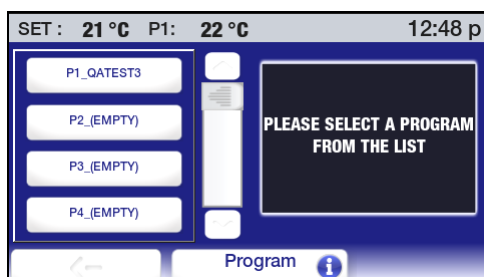 SET : 21 °C P1: 22 °C 12:48 p
P1_QATEST3
P2_(EMPTY)
P3_(EMPTY)
P4_(EMPTY)
PLEASE SELECT A PROGRAM
FROM THE LIST
Program i